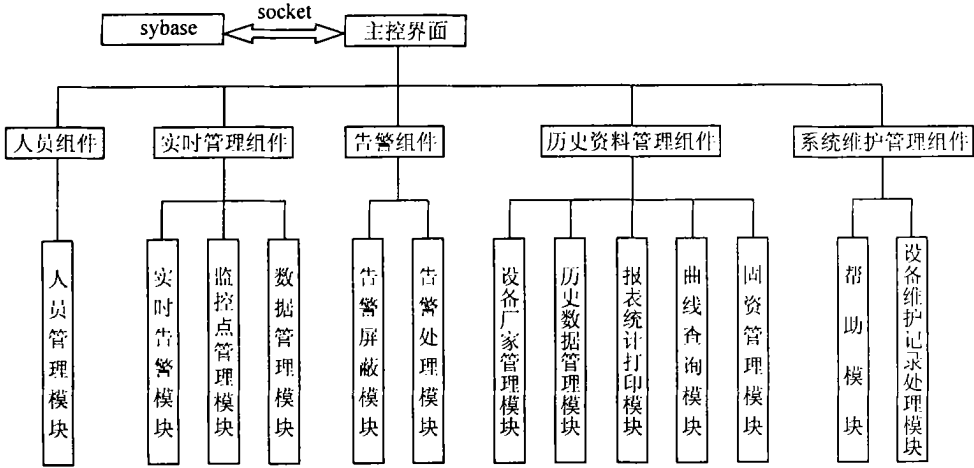 socket
sybase
主控界面
人员组件
实时管理组件
告警组件
历史资料管理组件
系统维护管理组件
人员管理模块
实时告警模块
监控点管理模块
数据管理模块
告警屏蔽模块
告警处理模块
设备厂家管理模块
历史数据管理模块
报表统计打印模块
曲线查询模块
固资管理模块
帮助模块
设备维护记录处理模块